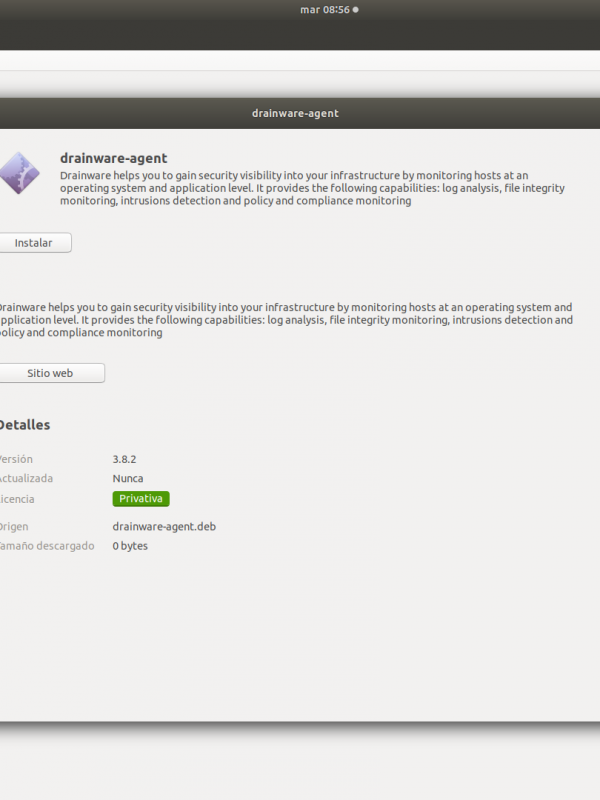 mar 08:56
drainware-agent
drainware-agent
Drainware helps you to gain security visibility into your infrastructure by monitoring hosts at an
operating system and application level. It provides the following capabilities: log analysis, file integrity
monitoring, intrusions detection and policy and compliance monitoring
Instalar
Drainware helps you to gain security visibility into your infrastructure by monitoring hosts at an operating system and
application level. It provides the following capabilities: log analysis, file integrity monitoring, intrusions detection and
policy and compliance monitoring
Sitio web
Detalles
Versión 3.8.2
Actualizada Nunca
Licencia Privativa
Origen drainware-agent.deb
Tamaño descargado 0 bytes